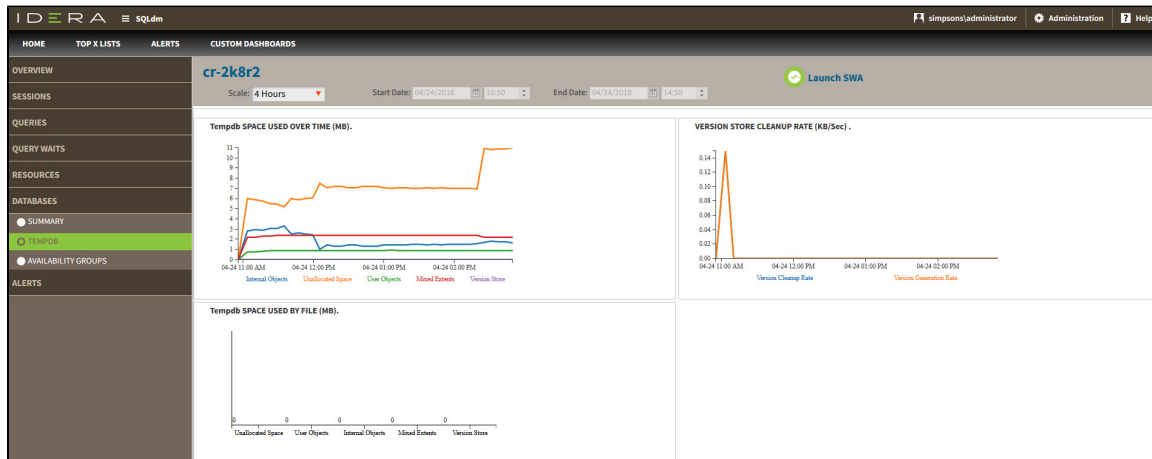 IDERA ≡ SQLdm simpsons\administrator Administration ? Help
HOME TOP X LISTS ALERTS CUSTOM DASHBOARDS
OVERVIEW
SESSIONS
QUERIES
QUERY WAITS
RESOURCES
DATABASES
SUMMARY
TEMPDB
AVAILABILITY GROUPS
ALERTS
cr-2k8r2
Launch SWA
Scale: 4 Hours Start Date: 04/24/2018 10:50 End Date: 04/24/2018 14:50
Tempdb SPACE USED OVER TIME (MB).
11
10
9
8
7
6
5
4
3
2
1
0
04-24 11:00 AM 04-24 12:00 PM 04-24 01:00 PM 04-24 02:00 PM
Internal Objects Unallocated Space User Objects Mixed Extents Version Store
VERSION STORE CLEANUP RATE (KB/Sec) .
0.14
0.12
0.10
0.08
0.06
0.04
0.02
0.00
04-24 11:00 AM 04-24 12:00 PM 04-24 01:00 PM 04-24 02:00 PM
Version Cleanup Rate Version Generation Rate
Tempdb SPACE USED BY FILE (MB).
0 0 0 0 0
Unallocated Space User Objects Internal Objects Mixed Extents Version Store